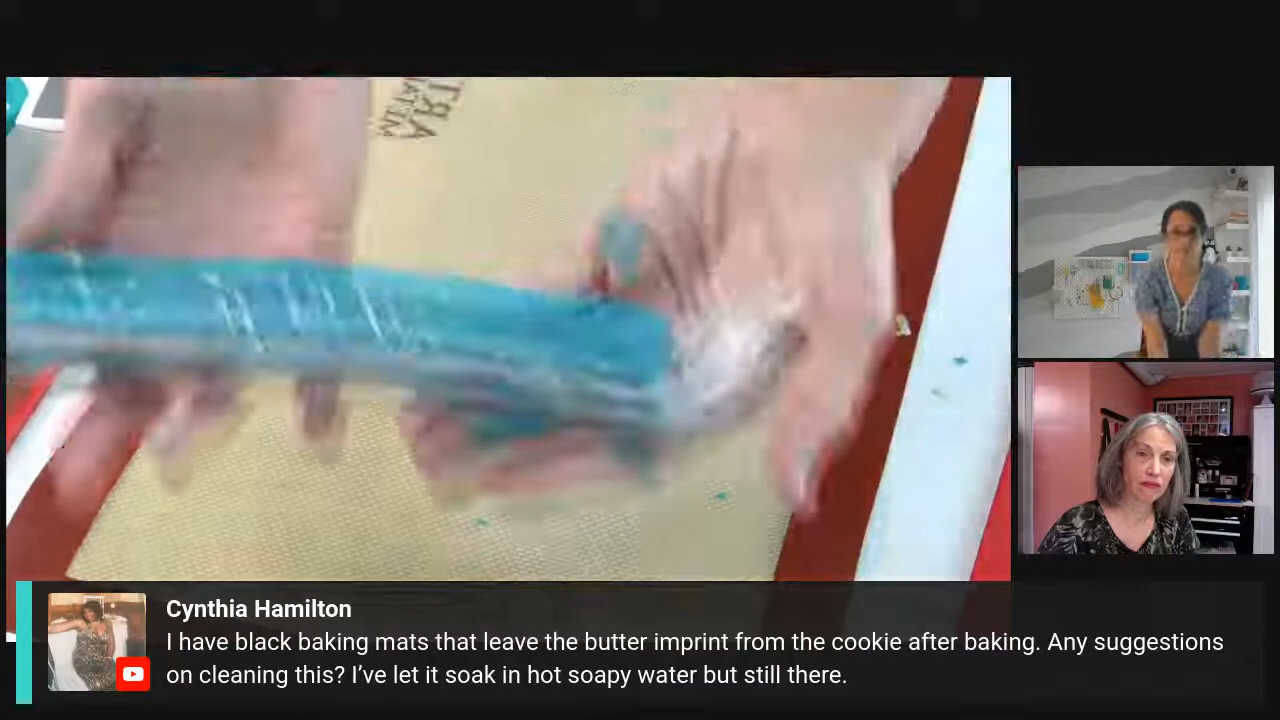 Cynthia Hamilton
I have black baking mats that leave the butter imprint from the cookie after baking. Any suggestions
on cleaning this? I’ve let it soak in hot soapy water but still there.